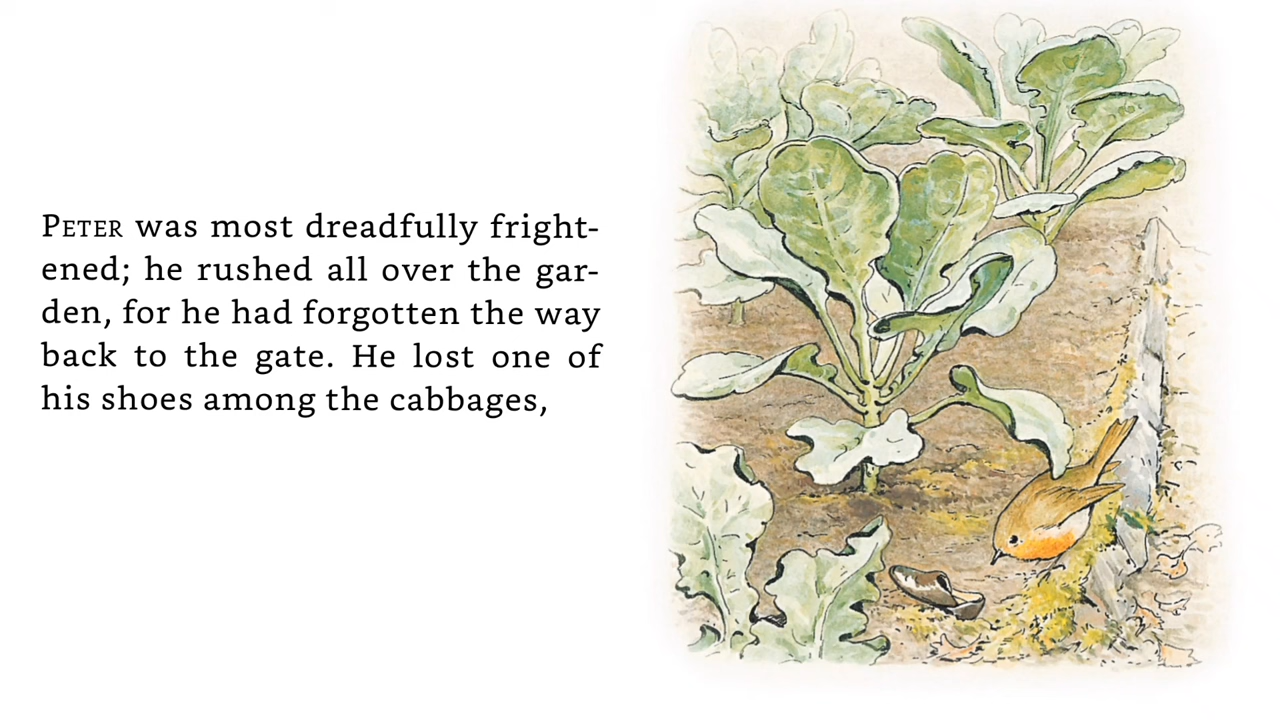 Peter was most dreadfully fright-
ened; he rushed all over the gar-
den, for he had forgotten the way
back to the gate. He lost one of
his shoes among the cabbages,